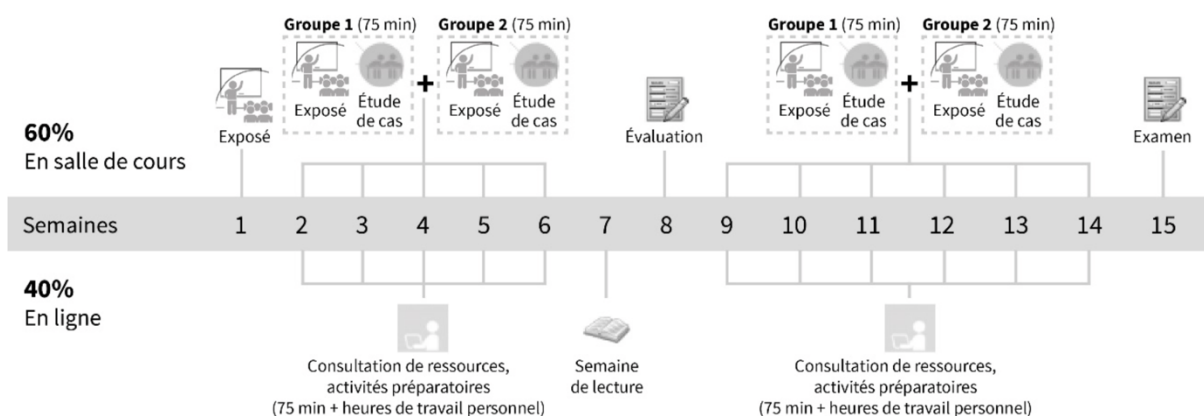 Groupe 1 (75 min)
Groupe 2 (75 min)
Groupe 1 (75 min)
Groupe 2 (75 min)
Exposé
Étude
de cas
+
Exposé
Étude
de cas
Exposé
Étude
de cas
+
Exposé
Étude
de cas
60%
En salle de cours
Exposé
Évaluation
Examen
Semaines 1 2 3 4 5 6 7 8 9 10 11 12 13 14 15
40%
En ligne
Consultation de ressources,
activités préparatoires
(75 min + heures de travail personnel)
Semaine
de lecture
Consultation de ressources,
activités préparatoires
(75 min + heures de travail personnel)